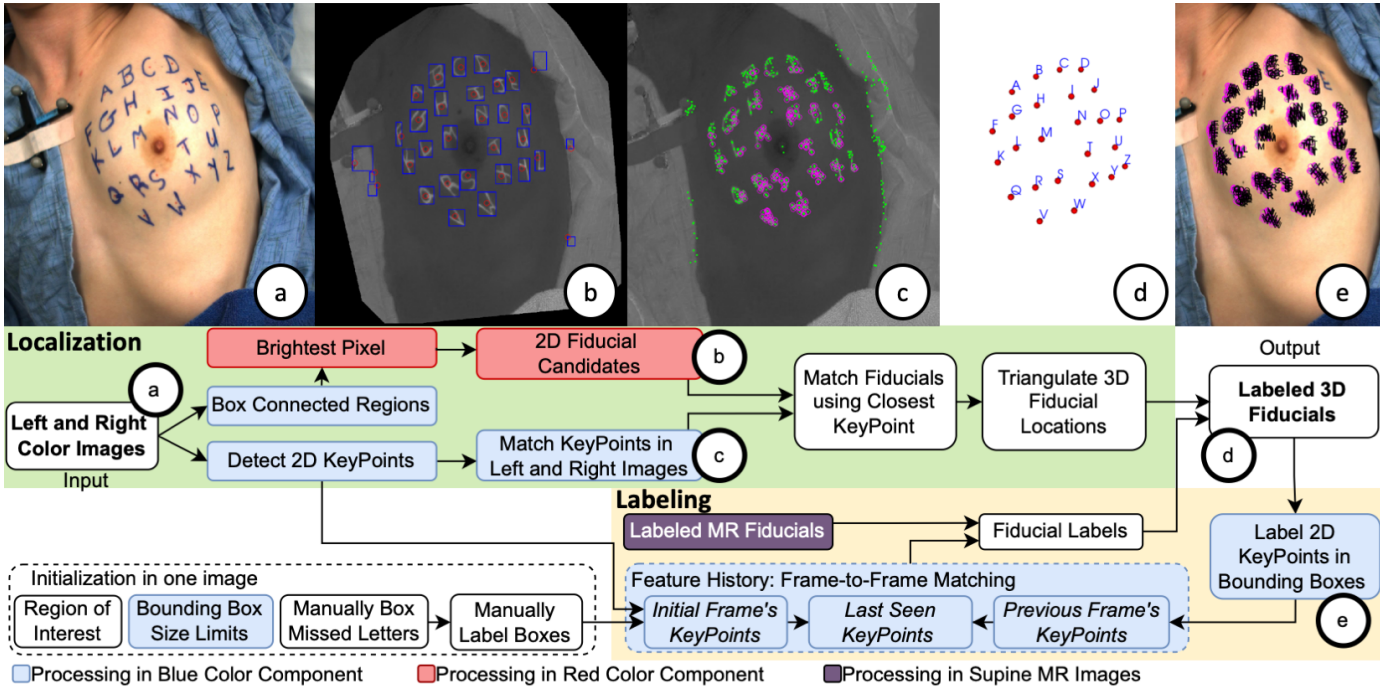 A B C D
J E
F G H I
N O P
K L M
T U
Q R S
X Y Z
V W
a
b
c
A B C D
J
G H
I
F
N O P
L M
K
T U
Z
Q R S
X Y
V W
d
e
Localization
Brightest Pixel
2D Fiducial
Candidates
b
a
Left and Right
Color Images
Input
Box Connected Regions
Detect 2D KeyPoints
Match KeyPoints in
Left and Right Images
c
Match Fiducials
using Closest
KeyPoint
Triangulate 3D
Fiducial
Locations
Output
Labeled 3D
Fiducials
d
Labeling
Labeled MR Fiducials
Fiducial Labels
Label 2D
KeyPoints in
Bounding Boxes
e
Feature History: Frame-to-Frame Matching
Initial Frame's
KeyPoints
Last Seen
KeyPoints
Previous Frame's
KeyPoints
Initialization in one image
Region of
Interest
Bounding Box
Size Limits
Manually Box
Missed Letters
Manually
Label Boxes
Processing in Blue Color Component
Processing in Red Color Component
Processing in Supine MR Images